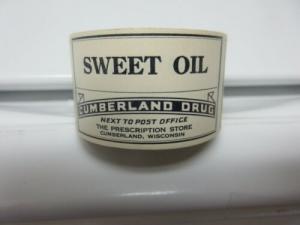 SWEET OIL
CUMBERLAND DRUG
NEXT TO POST OFFICE
THE PRESCRIPTION STORE
CUMBERLAND, WISCONSIN